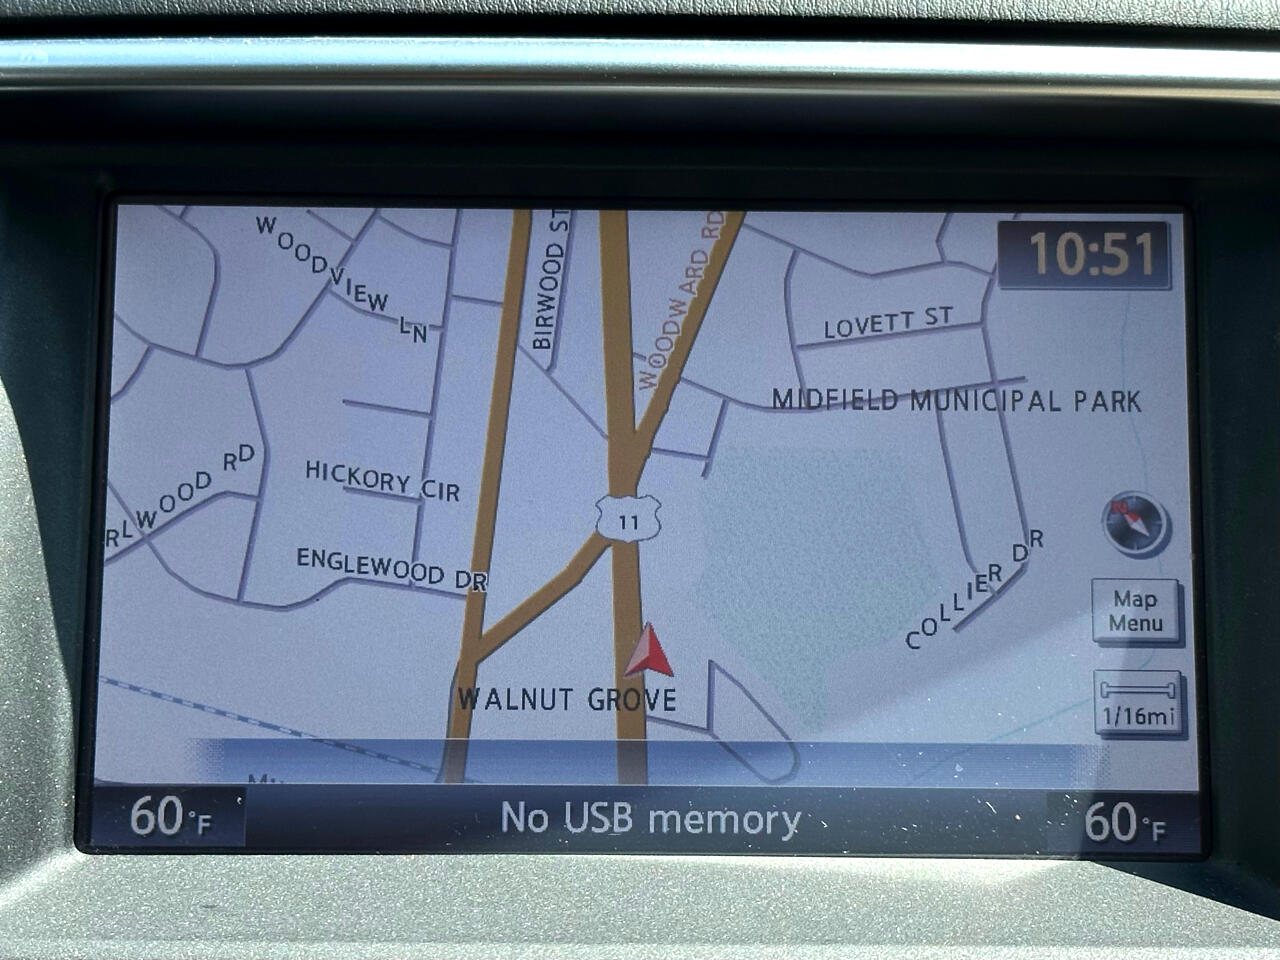 WOODVIEW LN
BIRWOOD ST
WOODWARD RD
10:51
LOVETT ST
MIDFIELD MUNICIPAL PARK
RLWOOD RD
HICKORY CIR
11
ENGLEWOOD DR
COLLIER DR
Map
Menu
WALNUT GROVE
1/16mi
60°F
No USB memory
60°F